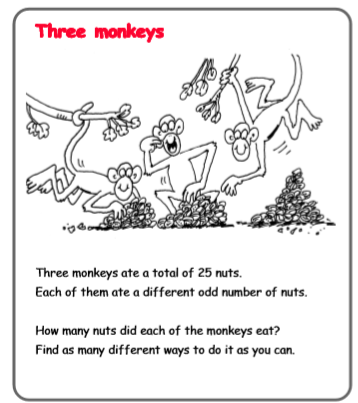 Three monkeys
Three monkeys ate a total of 25 nuts.
Each of them ate a different odd number of nuts.
How many nuts did each of the monkeys eat?
Find as many different ways to do it as you can.